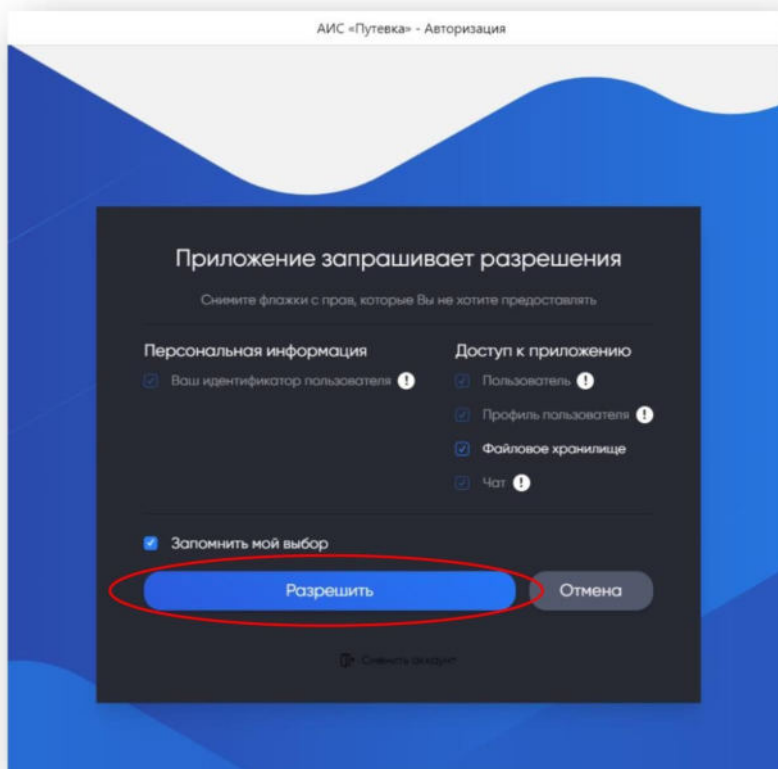 АИС «Путевка» - Авторизация
Приложение запрашивает разрешения
Снимите флажки с прав, которые Вы не хотите предоставлять
Персональная информация
Ваш идентификатор пользователя
Доступ к приложению
Пользователь
Профиль пользователя
Файловое хранилище
Чат
Запомнить мой выбор
Разрешить
Отмена
Сменить аккаунт